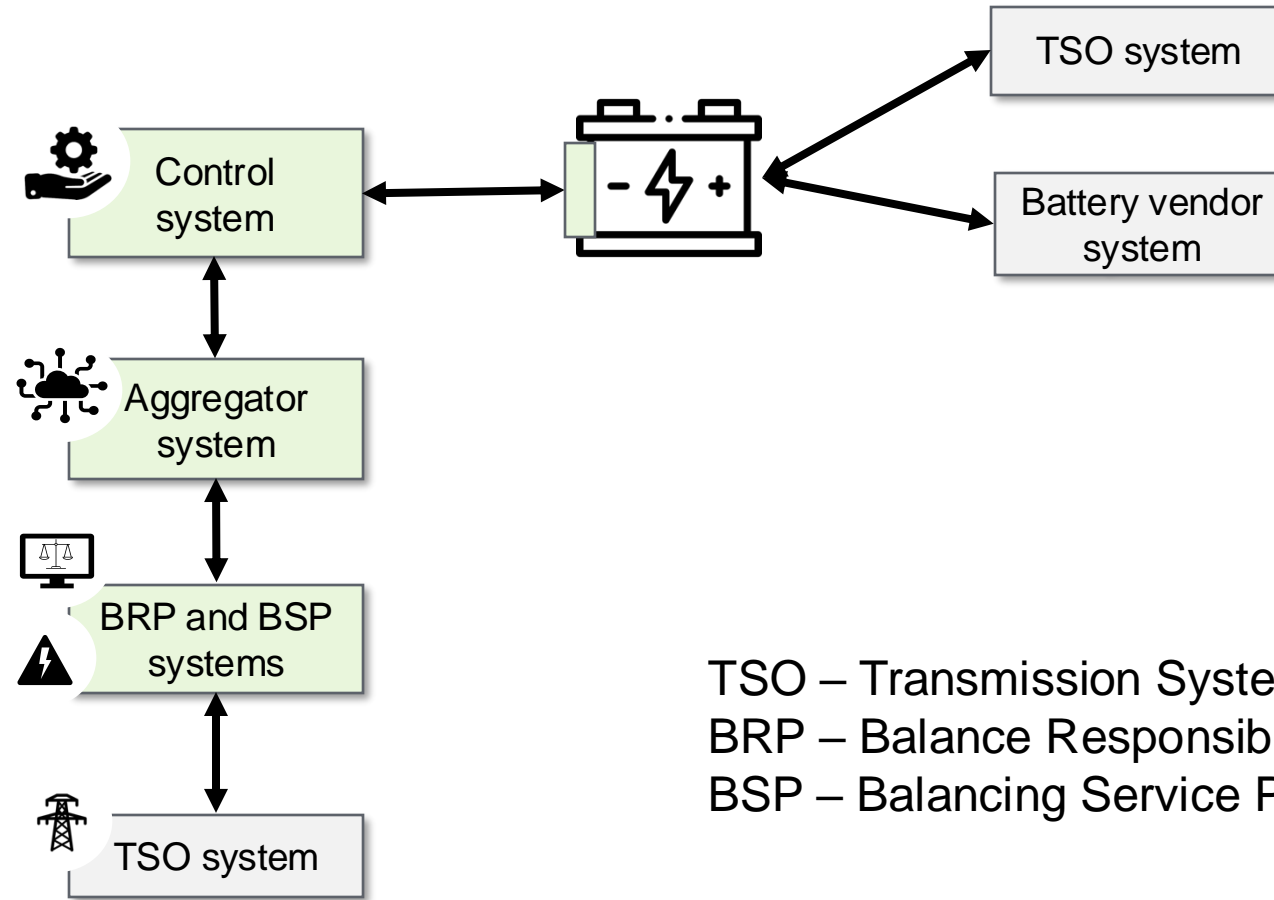 TSO system
Control
system
- +
Battery vendor
system
Aggregator
system
BRP and BSP
systems
TSO – Transmission Syste
BRP – Balance Responsib
BSP – Balancing Service P
TSO system